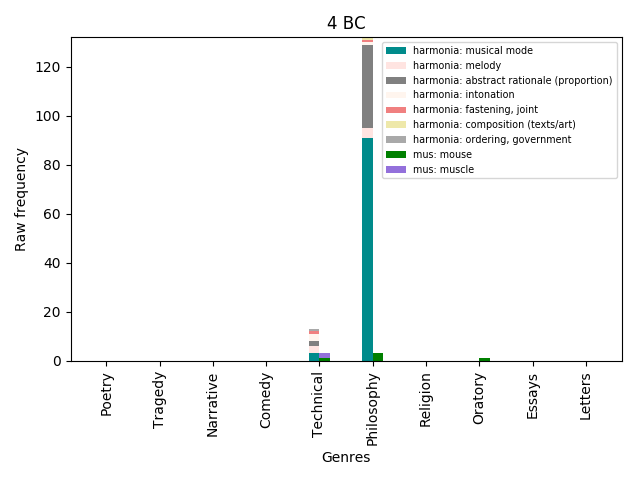 4 BC
harmonia: musical mode
harmonia: melody
harmonia: abstract rationale (proportion)
harmonia: intonation
harmonia: fastening, joint
harmonia: composition (texts/art)
harmonia: ordering, government
mus: mouse
mus: muscle
Raw frequency
120
100
80
60
40
20
0
Poetry
Tragedy
Narrative
Comedy
Technical
Philosophy
Religion
Oratory
Essays
Letters
Genres